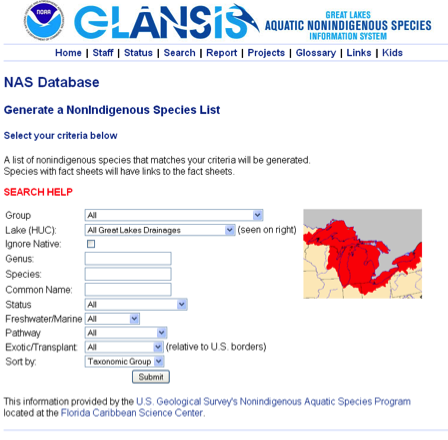 NOAA
GLANSIS
GREAT LAKES
AQUATIC NONINDIGENOUS SPECIES
INFORMATION SYSTEM
Home | Staff | Status | Search | Report | Projects | Glossary | Links | Kids
NAS Database
Generate a NonIndigenous Species List
Select your criteria below
A list of nonindigenous species that matches your criteria will be generated.
Species with fact sheets will have links to the fact sheets.
SEARCH HELP
Group All
Lake (HUC): All Great Lakes Drainages (seen on right)
Ignore Native:
Genus:
Species:
Common Name:
Status All
Freshwater/Marine All
Pathway All
Exotic/Transplant: All (relative to U.S. borders)
Sort by: Taxonomic Group
Submit
This information provided by the U.S. Geological Survey's Nonindigenous Aquatic Species Program
located at the Florida Caribbean Science Center.